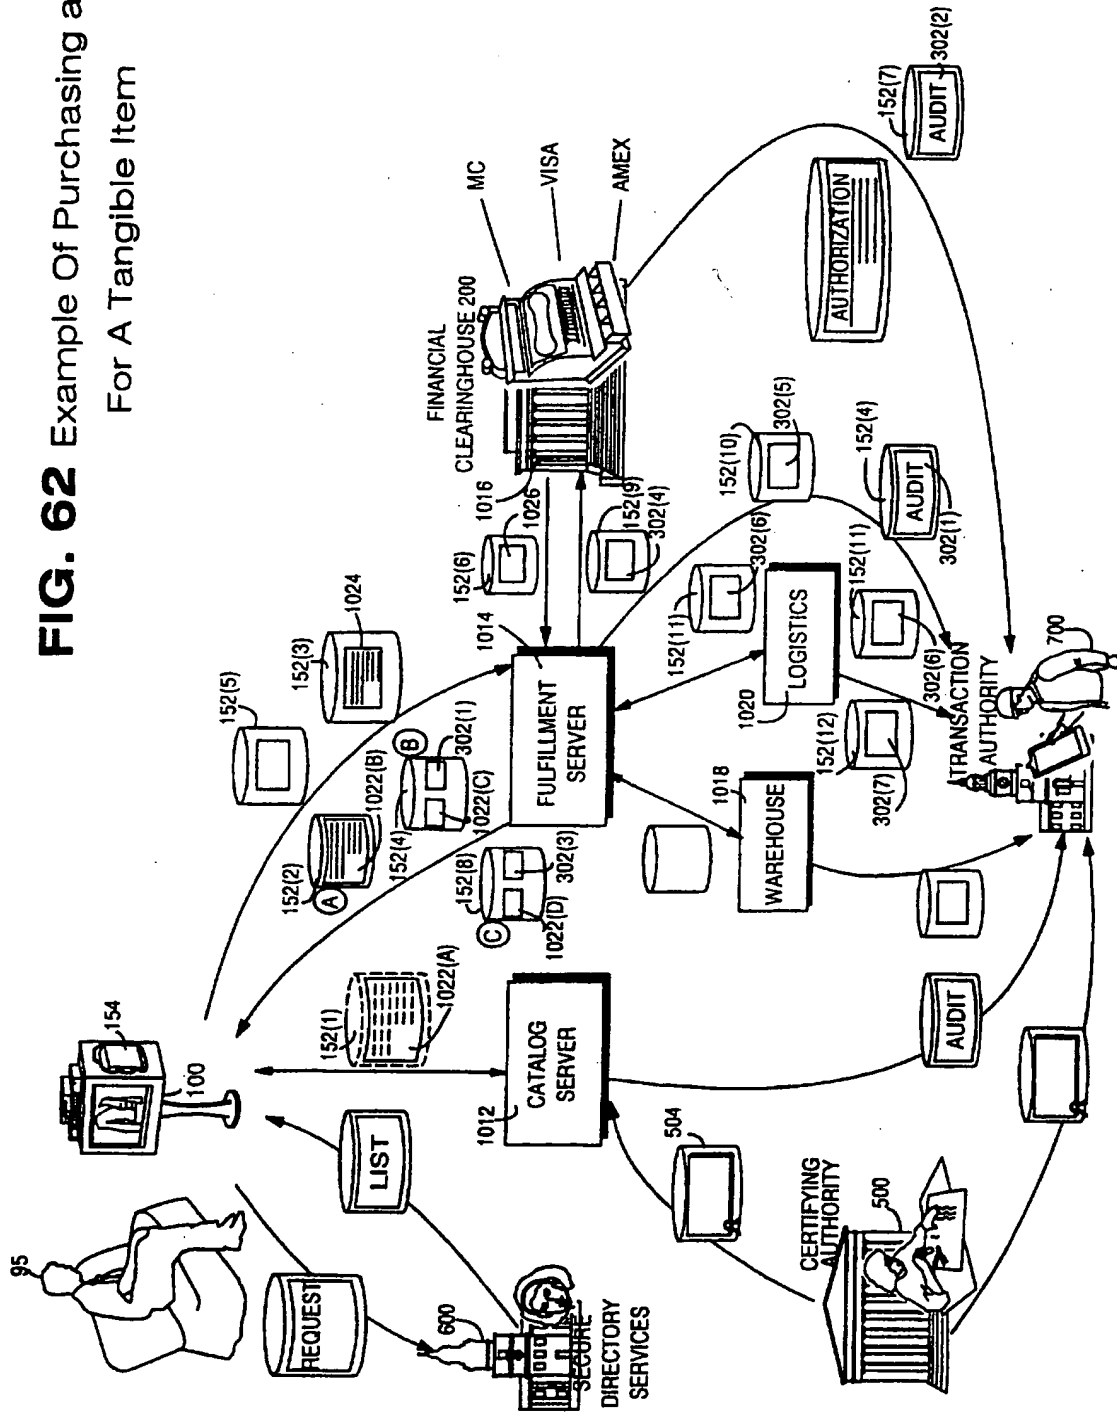 FIG. 62 Example Of Purchasing a
For A Tangible Item
95
154
100
REQUEST
LIST
600
SECURE
DIRECTORY
SERVICES
152(1)
1022(A)
1012
CATALOG
SERVER
504
CERTIFYING
AUTHORITY
500
AUDIT
152(5)
152(3)
1024
152(2)
A
1022(B)
152(4)
B
302(1)
1022(C)
152(8)
C
302(3)
1022(D)
1014
FULFILLMENT
SERVER
FINANCIAL
CLEARINGHOUSE 200
MC
VISA
AMEX
1016
1026
152(6)
152(9)
302(4)
152(10)
302(5)
152(11)
302(6)
LOGISTICS
1020
WAREHOUSE
1018
152(11)
302(6)
152(12)
302(7)
152(4)
AUDIT
302(1)
AUTHORIZATION
152(7)
AUDIT
302(2)
TRANSACTION
AUTHORITY
700